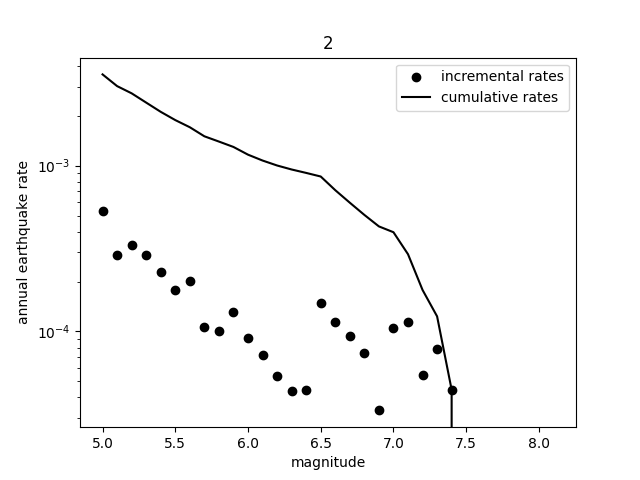 2
incremental rates
cumulative rates
annual earthquake rate
10⁻³
10⁻⁴
5.0 5.5 6.0 6.5 7.0 7.5 8.0
magnitude